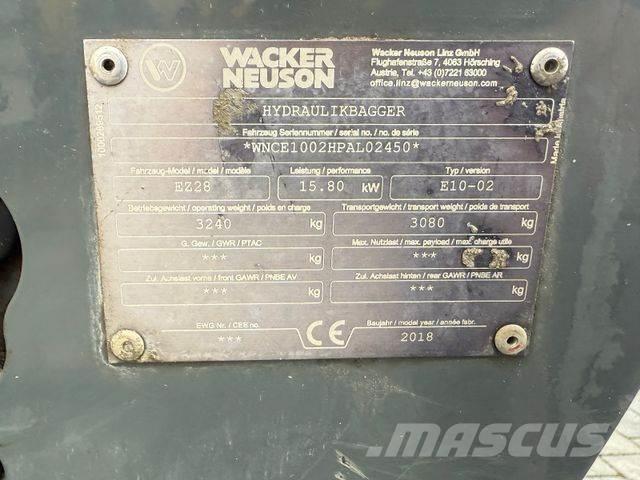 WACKER
NEUSON
Wacker Neuson Linz GmbH
Flughafenstraße 7, 4063 Hörsching
Austria, Tel. +43 (0)7221 63000
office.linz@wackerneuson.com
HYDRAULIKBAGGER
Fahrzeug Seriennummer / serial no. / no. de série
*WNCE1002HPAL02450*
Fahrzeug-Model / model / modèle
Leistung / performance
Typ / version
EZ28
15.80 kW
E10-02
Betriebsgewicht / operating weight / poids en charge
Transportgewicht / transport weight / poids de transport
3240 kg
3080 kg
G. Gew. / GWR / PTAC
Max. Nutzlast / max. payload / max. charge utile
*** kg
*** kg
Zul. Achslast vorne / front GAWR / PNBE AV
Zul. Achslast hinten / rear GAWR / PNBE AR
*** kg
*** kg
EWG Nr. / CEE no.
***
CE
Baujahr / model year / année fabr.
2018
Made in Austria
MASCUS